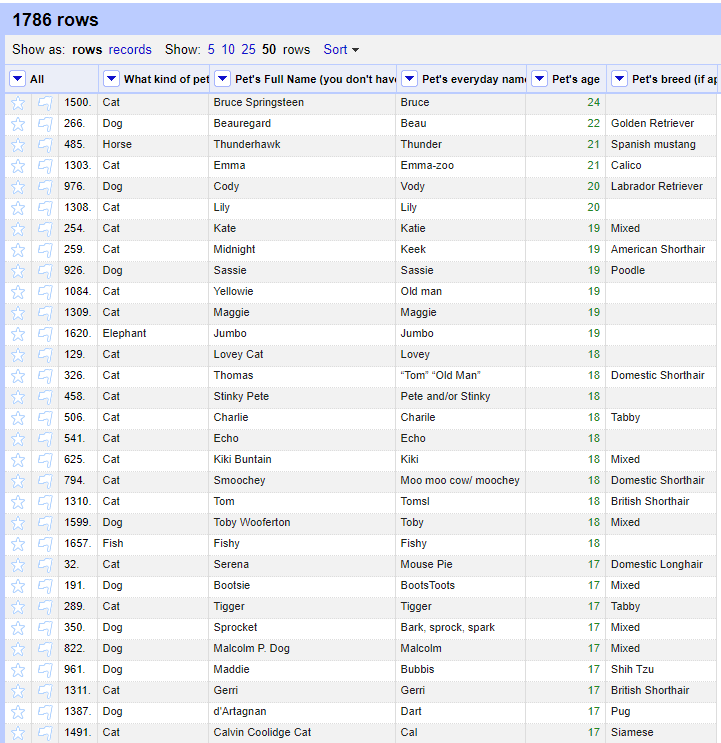 1786 rows
Show as: rows records Show: 5 10 25 50 rows Sort
All What kind of pet Pet's Full Name (you don't have Pet's everyday name Pet's age Pet's breed (if ap
1500. Cat Bruce Springsteen Bruce 24
266. Dog Beauregard Beau 22 Golden Retriever
485. Horse Thunderhawk Thunder 21 Spanish mustang
1303. Cat Emma Emma-zoo 21 Calico
976. Dog Cody Vody 20 Labrador Retriever
1308. Cat Lily Lily 20
254. Cat Kate Katie 19 Mixed
259. Cat Midnight Keek 19 American Shorthair
926. Dog Sassie Sassie 19 Poodle
1084. Cat Yellowie Old man 19
1309. Cat Maggie Maggie 19
1620. Elephant Jumbo Jumbo 19
129. Cat Lovey Cat Lovey 18
326. Cat Thomas “Tom” “Old Man” 18 Domestic Shorthair
458. Cat Stinky Pete Pete and/or Stinky 18
506. Cat Charlie Charile 18 Tabby
541. Cat Echo Echo 18
625. Cat Kiki Buntain Kiki 18 Mixed
794. Cat Smoochey Moo moo cow/ moochey 18 Domestic Shorthair
1310. Cat Tom Tomsl 18 British Shorthair
1599. Dog Toby Wooferton Toby 18 Mixed
1657. Fish Fishy Fishy 18
32. Cat Serena Mouse Pie 17 Domestic Longhair
191. Dog Bootsie BootsToots 17 Mixed
289. Cat Tigger Tigger 17 Tabby
350. Dog Sprocket Bark, sprock, spark 17 Mixed
822. Dog Malcolm P. Dog Malcolm 17 Mixed
961. Dog Maddie Bubbis 17 Shih Tzu
1311. Cat Gerri Gerri 17 British Shorthair
1387. Dog d'Artagnan Dart 17 Pug
1491. Cat Calvin Coolidge Cat Cal 17 Siamese